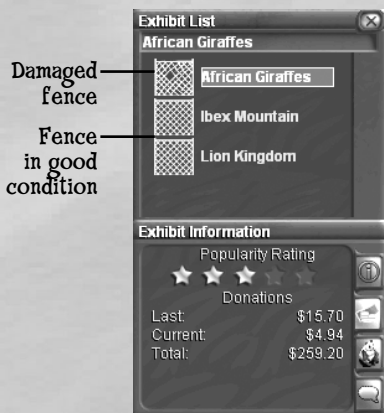 Exhibit List
African Giraffes
Damaged
fence
African Giraffes
Ibex Mountain
Fence
in good
condition
Lion Kingdom
Exhibit Information
Popularity Rating
Donations
Last: $15.70
Current: $4.94
Total: $259.20